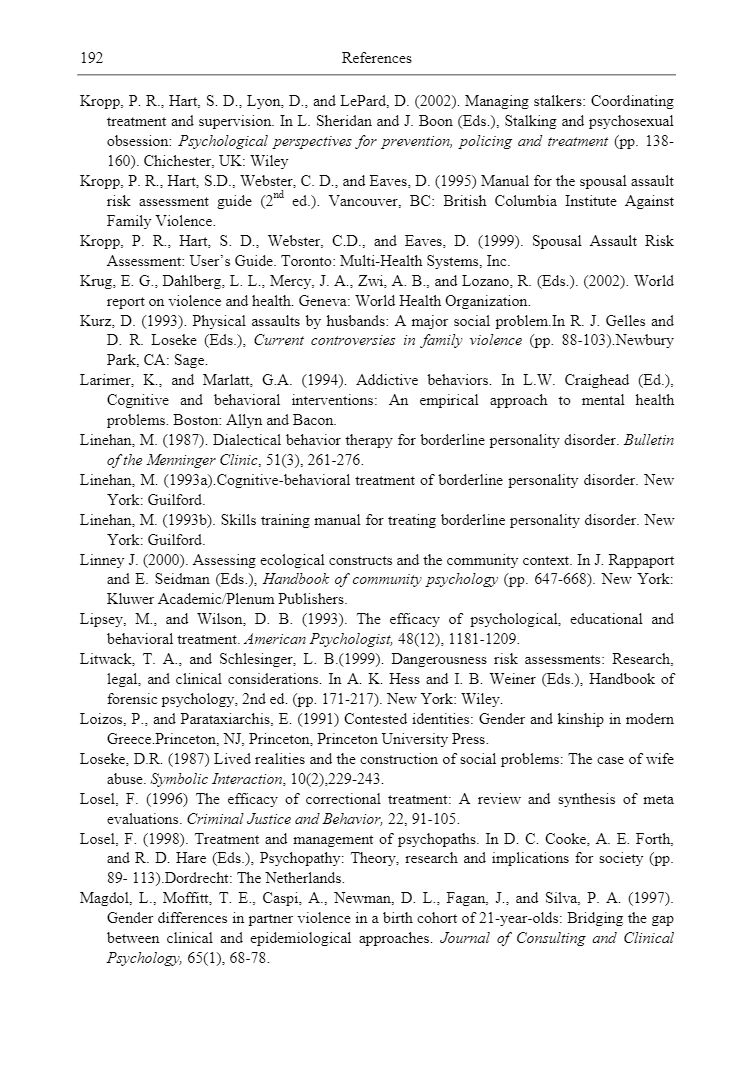 192 References
Kropp, P. R., Hart, S. D., Lyon, D., and LePard, D. (2002). Managing stalkers: Coordinating
treatment and supervision. In L. Sheridan and J. Boon (Eds.), Stalking and psychosexual
obsession: Psychological perspectives for prevention, policing and treatment (pp. 138-
160). Chichester, UK: Wiley
Kropp, P. R., Hart, S.D., Webster, C. D., and Eaves, D. (1995) Manual for the spousal assault
risk assessment guide (2nd ed.). Vancouver, BC: British Columbia Institute Against
Family Violence.
Kropp, P. R., Hart, S. D., Webster, C.D., and Eaves, D. (1999). Spousal Assault Risk
Assessment: User's Guide. Toronto: Multi-Health Systems, Inc.
Krug, E. G., Dahlberg, L. L., Mercy, J. A., Zwi, A. B., and Lozano, R. (Eds.). (2002). World
report on violence and health. Geneva: World Health Organization.
Kurz, D. (1993). Physical assaults by husbands: A major social problem.In R. J. Gelles and
D. R. Loseke (Eds.), Current controversies in family violence (pp. 88-103).Newbury
Park, CA: Sage.
Larimer, K., and Marlatt, G.A. (1994). Addictive behaviors. In L.W. Craighead (Ed.),
Cognitive and behavioral interventions: An empirical approach to mental health
problems. Boston: Allyn and Bacon.
Linehan, M. (1987). Dialectical behavior therapy for borderline personality disorder. Bulletin
of the Menninger Clinic, 51(3), 261-276.
Linehan, M. (1993a).Cognitive-behavioral treatment of borderline personality disorder. New
York: Guilford.
Linehan, M. (1993b). Skills training manual for treating borderline personality disorder. New
York: Guilford.
Linney J. (2000). Assessing ecological constructs and the community context. In J. Rappaport
and E. Seidman (Eds.), Handbook of community psychology (pp. 647-668). New York:
Kluwer Academic/Plenum Publishers.
Lipsey, M., and Wilson, D. B. (1993). The efficacy of psychological, educational and
behavioral treatment. American Psychologist, 48(12), 1181-1209.
Litwack, T. A., and Schlesinger, L. B.(1999). Dangerousness risk assessments: Research,
legal, and clinical considerations. In A. K. Hess and I. B. Weiner (Eds.), Handbook of
forensic psychology, 2nd ed. (pp. 171-217). New York: Wiley.
Loizos, P., and Parataxiarchis, E. (1991) Contested identities: Gender and kinship in modern
Greece.Princeton, NJ, Princeton, Princeton University Press.
Loseke, D.R. (1987) Lived realities and the construction of social problems: The case of wife
abuse. Symbolic Interaction, 10(2),229-243.
Losel, F. (1996) The efficacy of correctional treatment: A review and synthesis of meta
evaluations. Criminal Justice and Behavior, 22, 91-105.
Losel, F. (1998). Treatment and management of psychopaths. In D. C. Cooke, A. E. Forth,
and R. D. Hare (Eds.), Psychopathy: Theory, research and implications for society (pp.
89- 113).Dordrecht: The Netherlands.
Magdol, L., Moffitt, T. E., Caspi, A., Newman, D. L., Fagan, J., and Silva, P. A. (1997).
Gender differences in partner violence in a birth cohort of 21-year-olds: Bridging the gap
between clinical and epidemiological approaches. Journal of Consulting and Clinical
Psychology, 65(1), 68-78.